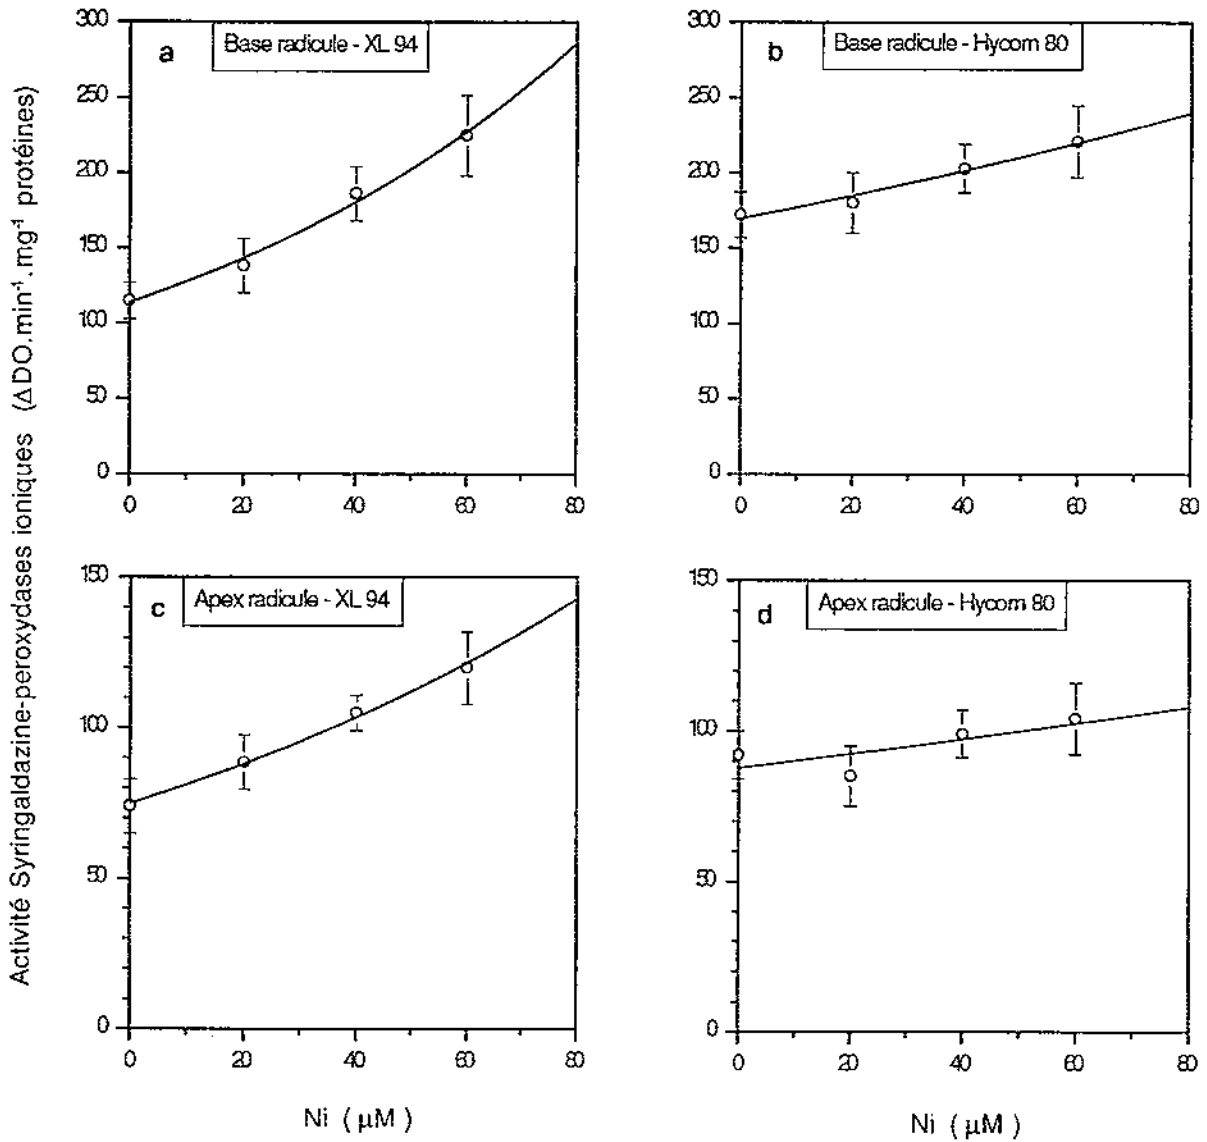 Activité Syringaldazine-peroxydases ioniques (ΔDO.min⁻¹.mg⁻¹ protéines)
a
Base radicule - XL 94
300
250
200
150
100
50
0
0 20 40 60 80
b
Base radicule - Hycorn 80
300
250
200
150
100
50
0
0 20 40 60 80
c
Apex radicule - XL 94
150
100
50
0
0 20 40 60 80
Ni ( µM )
d
Apex radicule - Hycorn 80
150
100
50
0
0 20 40 60 80
Ni ( µM )